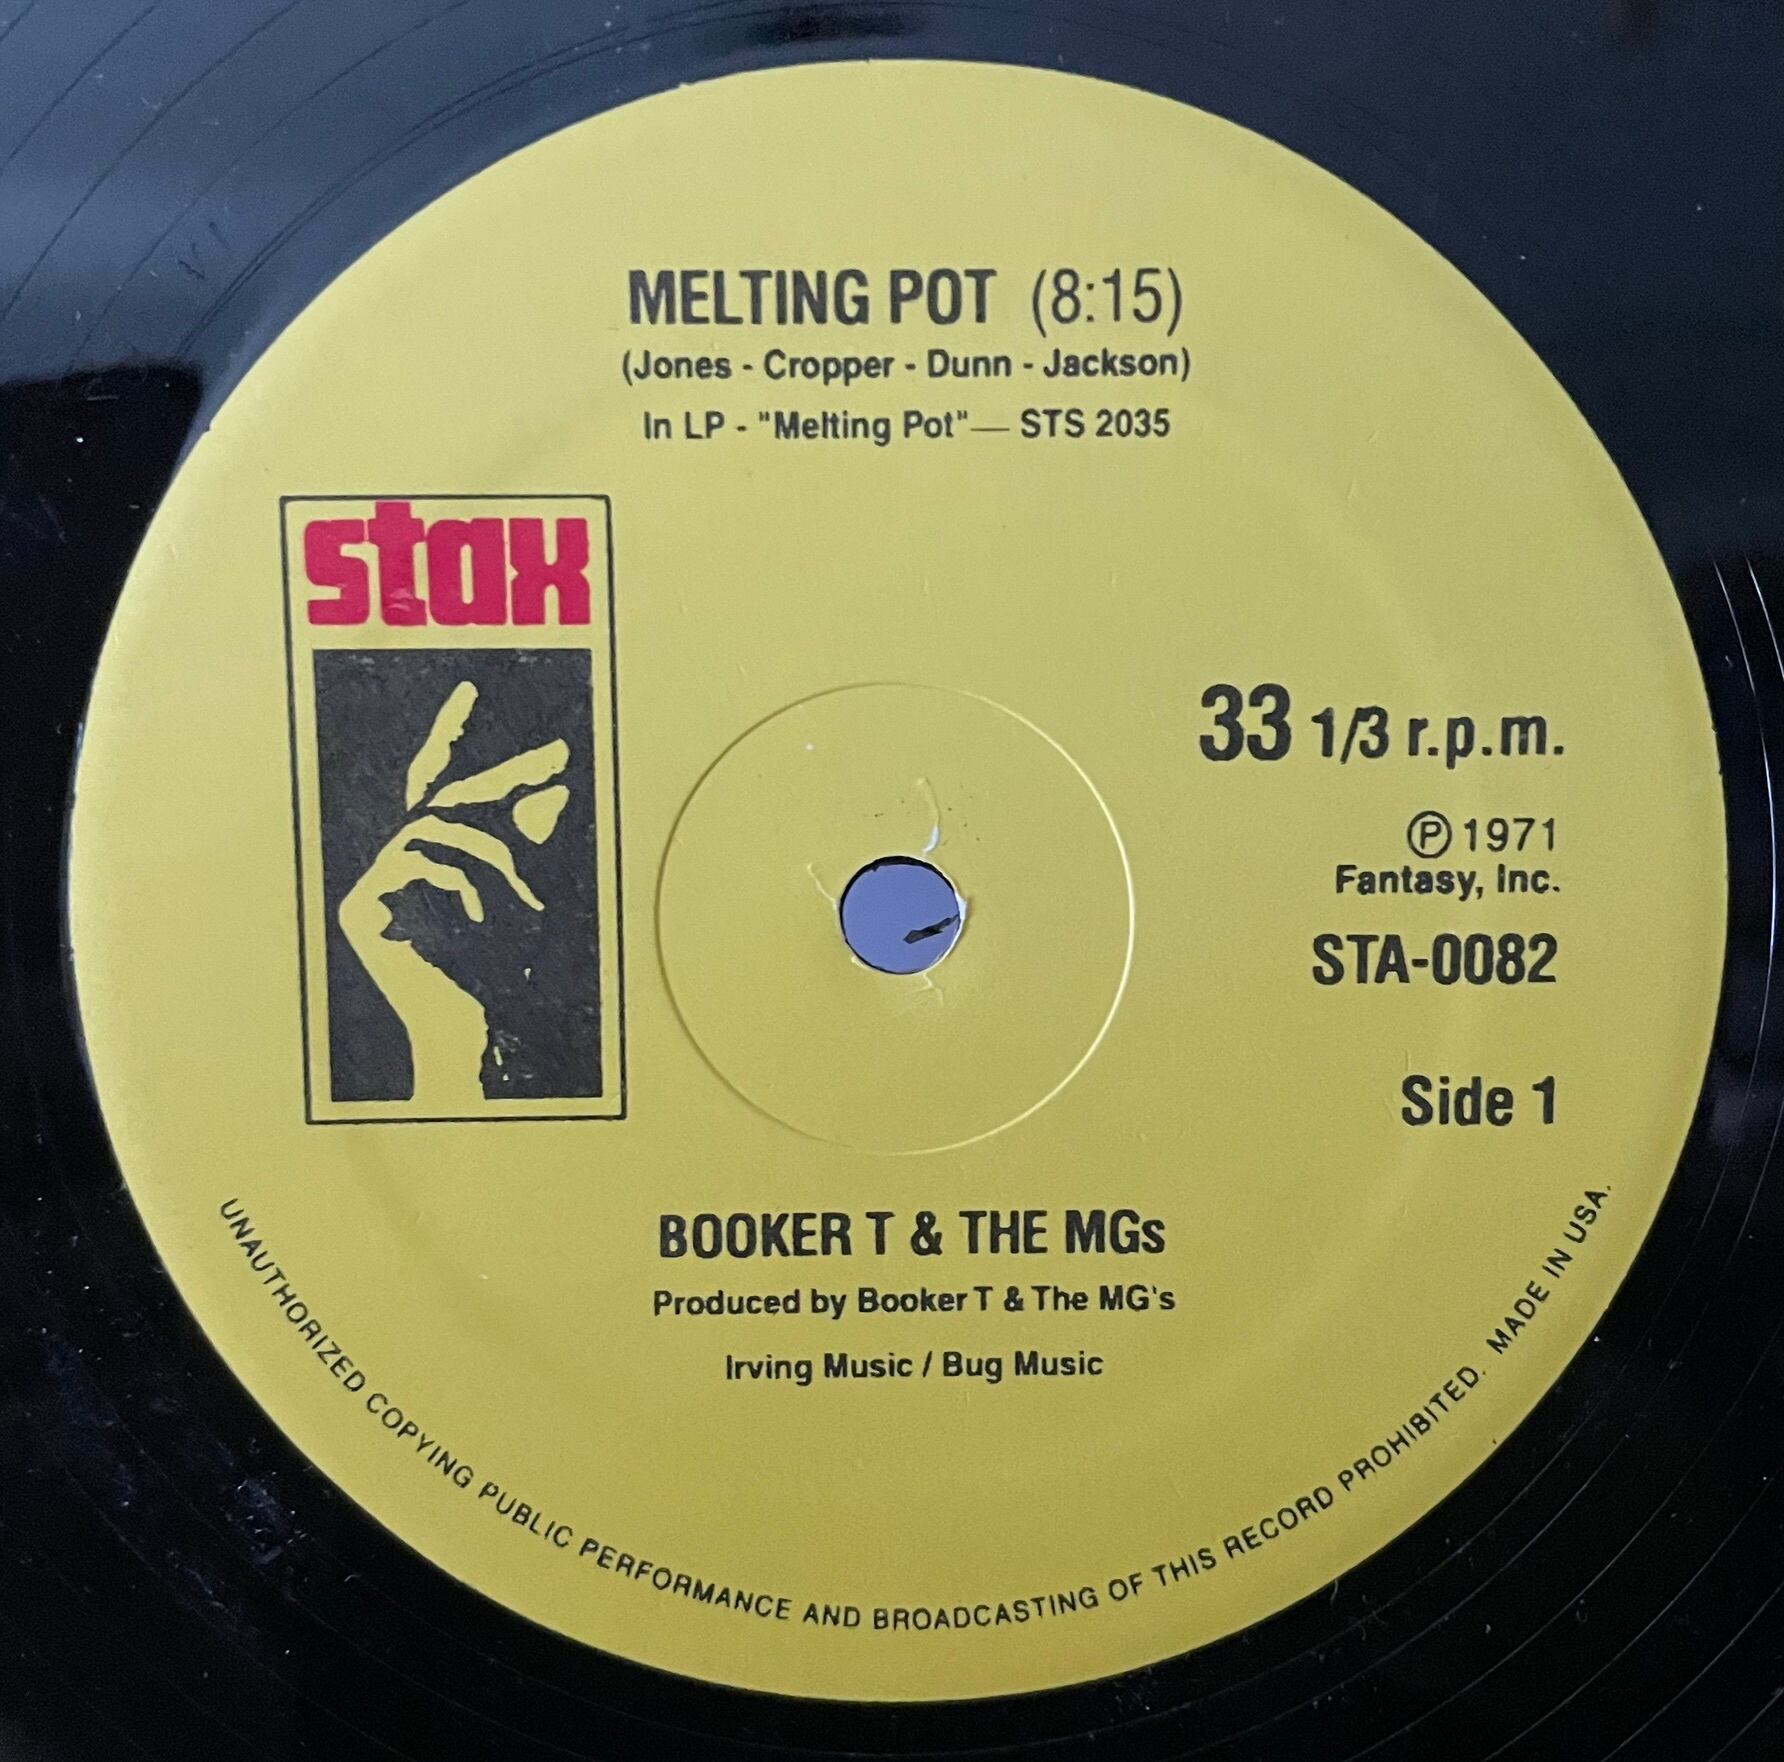 MELTING POT (8:15)
(Jones - Cropper - Dunn - Jackson)
In LP - "Melting Pot"— STS 2035
stax
33 1/3 r.p.m.
℗ 1971
Fantasy, Inc.
STA-0082
Side 1
BOOKER T & THE MGs
Produced by Booker T & The MG's
Irving Music / Bug Music
UNAUTHORIZED COPYING PUBLIC PERFORMANCE AND BROADCASTING OF THIS RECORD PROHIBITED. MADE IN USA.